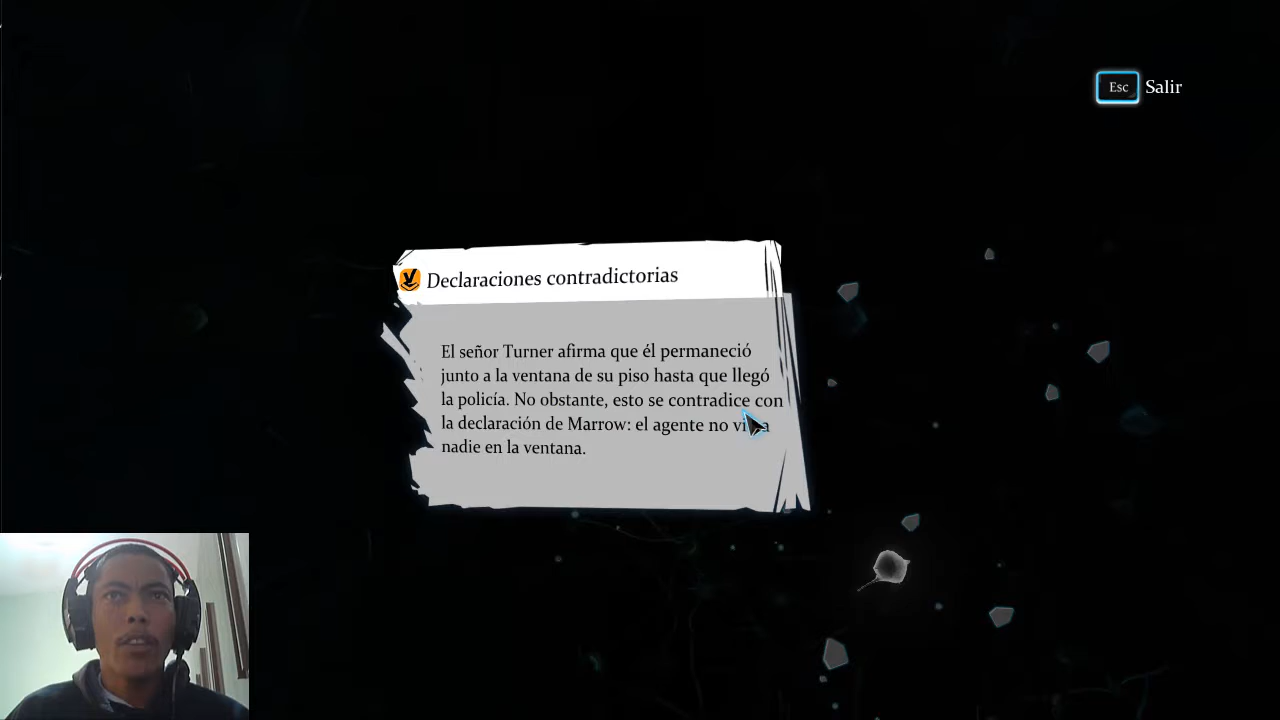 Esc Salir
Declaraciones contradictorias
El señor Turner afirma que él permaneció
junto a la ventana de su piso hasta que llegó
la policía. No obstante, esto se contradice con
la declaración de Marrow: el agente no a
nadie en la ventana.